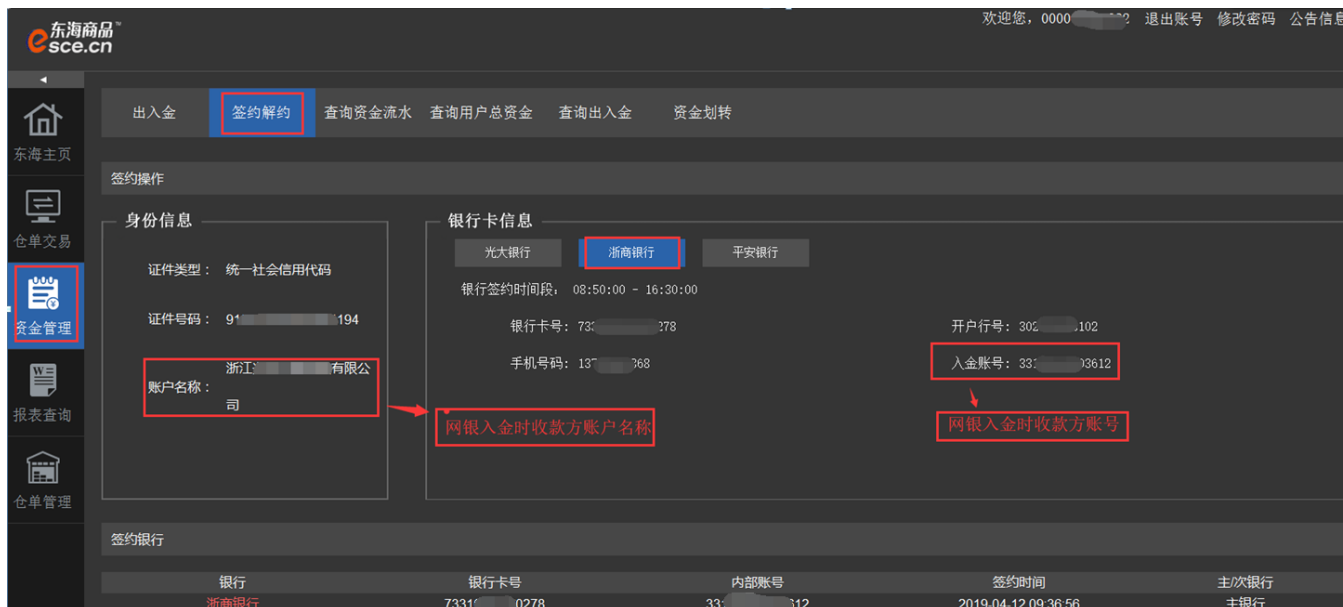 东海商品™
esce.cn
欢迎您，0000 2 退出账号 修改密码 公告信息
东海主页
仓单交易
资金管理
报表查询
仓单管理
出入金 签约解约 查询资金流水 查询用户总资金 查询出入金 资金划转
签约操作
身份信息
证件类型： 统一社会信用代码
证件号码： 91 194
账户名称： 浙江 有限公
司
银行卡信息
光大银行 浙商银行 平安银行
银行签约时间段： 08:50:00 - 16:30:00
银行卡号：73 278 开户行号：302 102
手机号码：13 368 入金账号：33 03612
网银入金时收款方账户名称 网银入金时收款方账号
签约银行
银行 银行卡号 内部账号 签约时间 主/次银行
浙商银行 7331 0278 33 612 2019-04-12 09:36:56 主银行